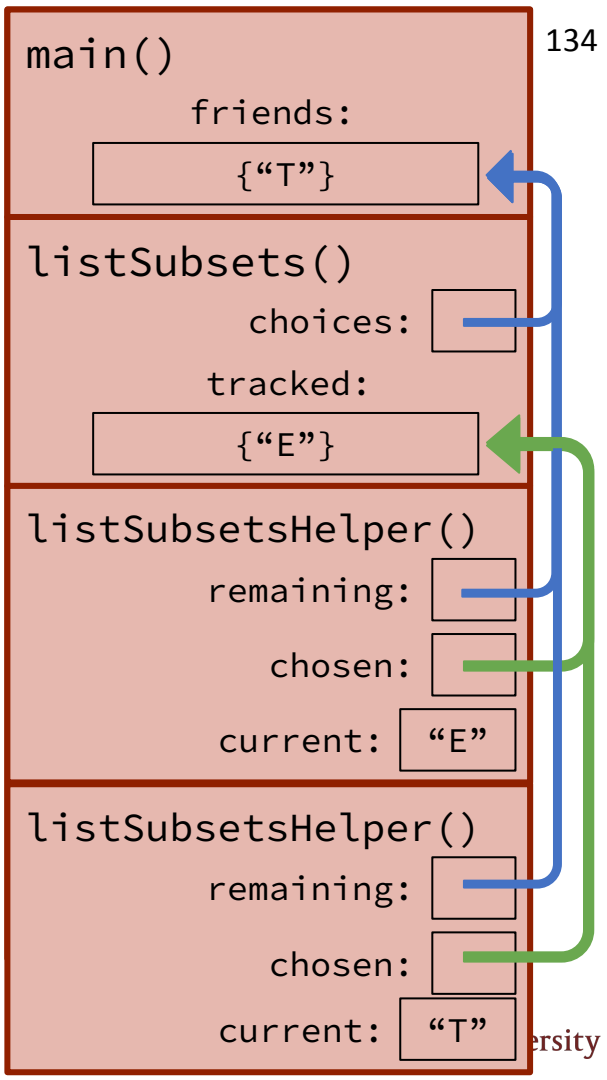 main()
134
friends:
{“T”}
listSubsets()
choices:
tracked:
{“E”}
listSubsetsHelper()
remaining:
chosen:
current: “E”
listSubsetsHelper()
remaining:
chosen:
current: “T”
ersity